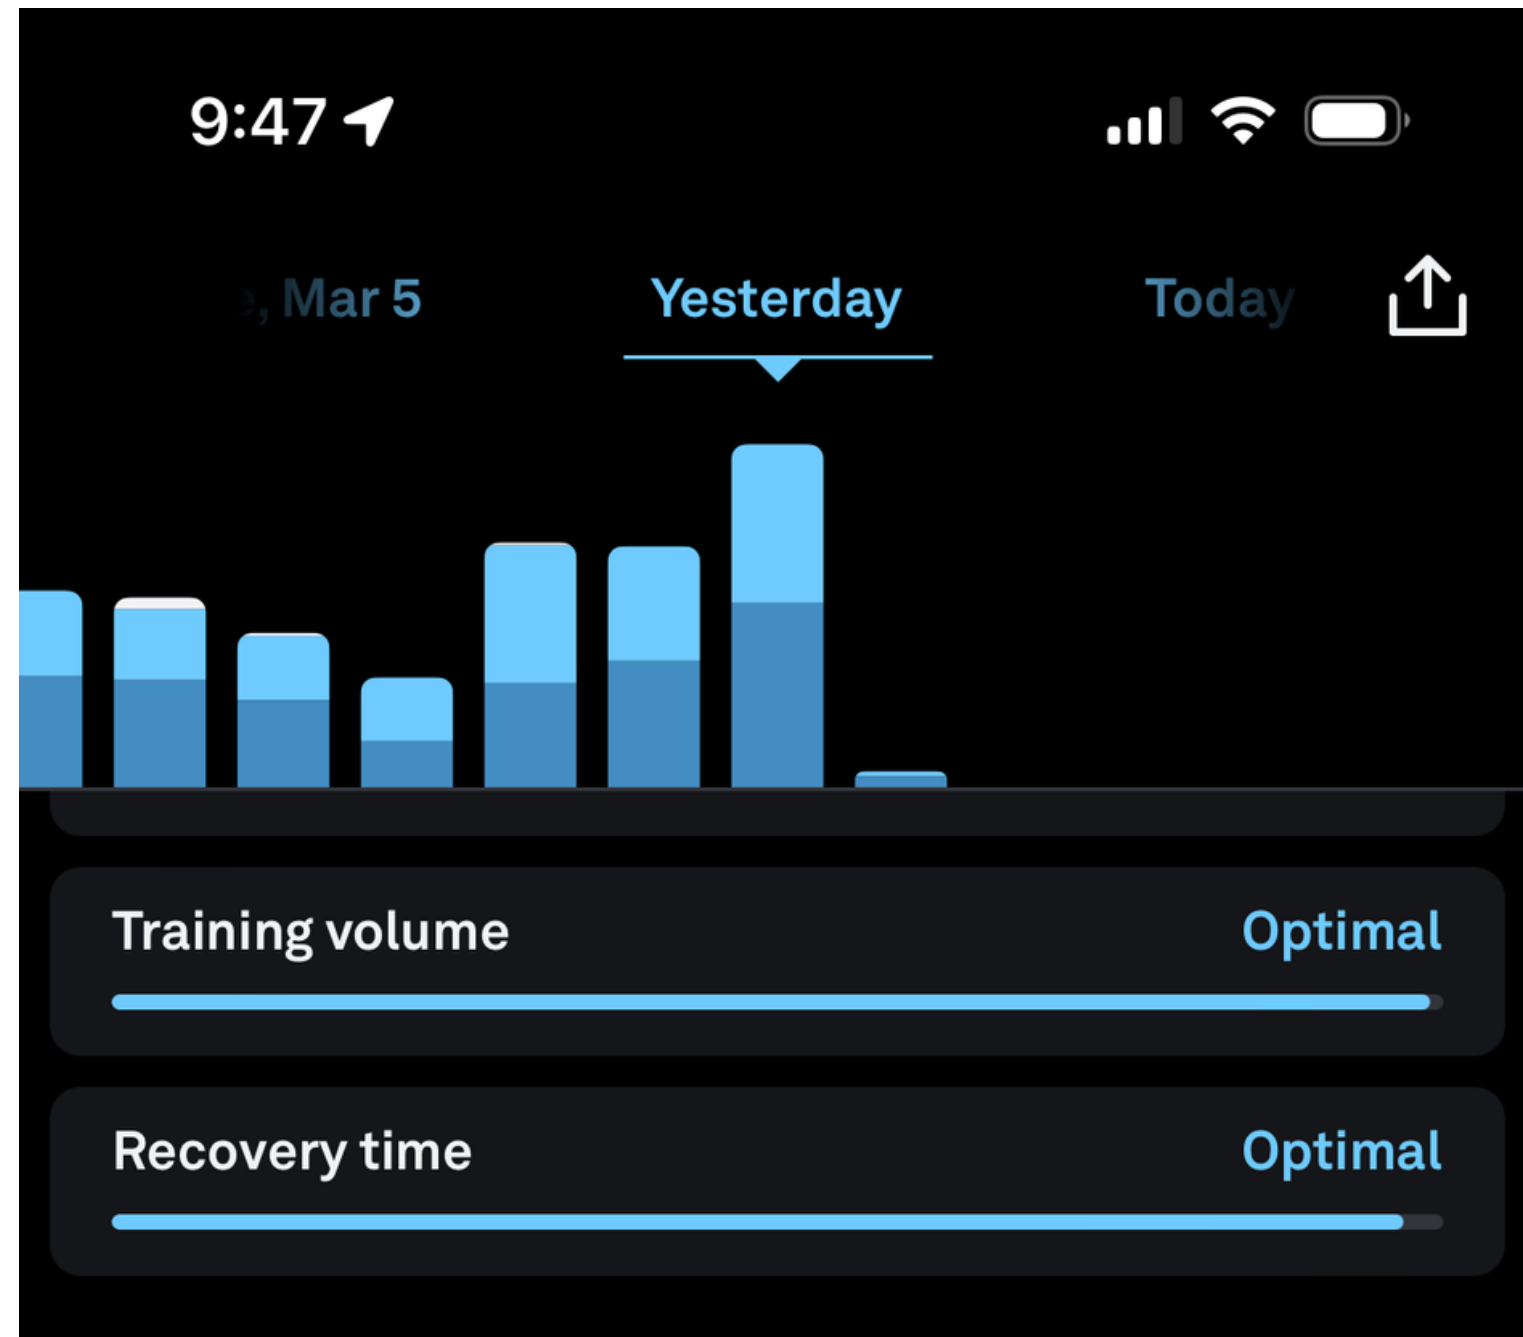 9:47
e, Mar 5 Yesterday Today
Training volume Optimal
Recovery time Optimal